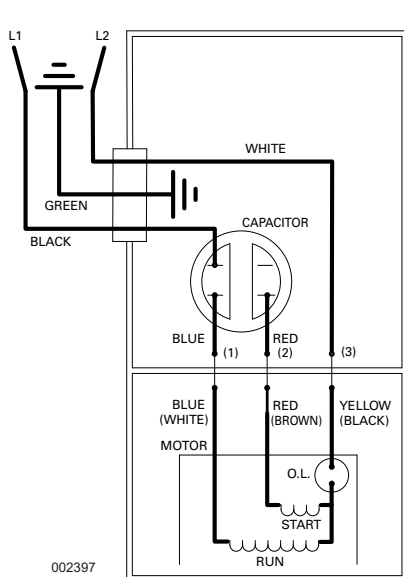 L1
L2
WHITE
GREEN
BLACK
CAPACITOR
BLUE
RED
(1)
(2)
(3)
BLUE
(WHITE)
RED
(BROWN)
YELLOW
(BLACK)
MOTOR
O.L.
START
RUN
002397